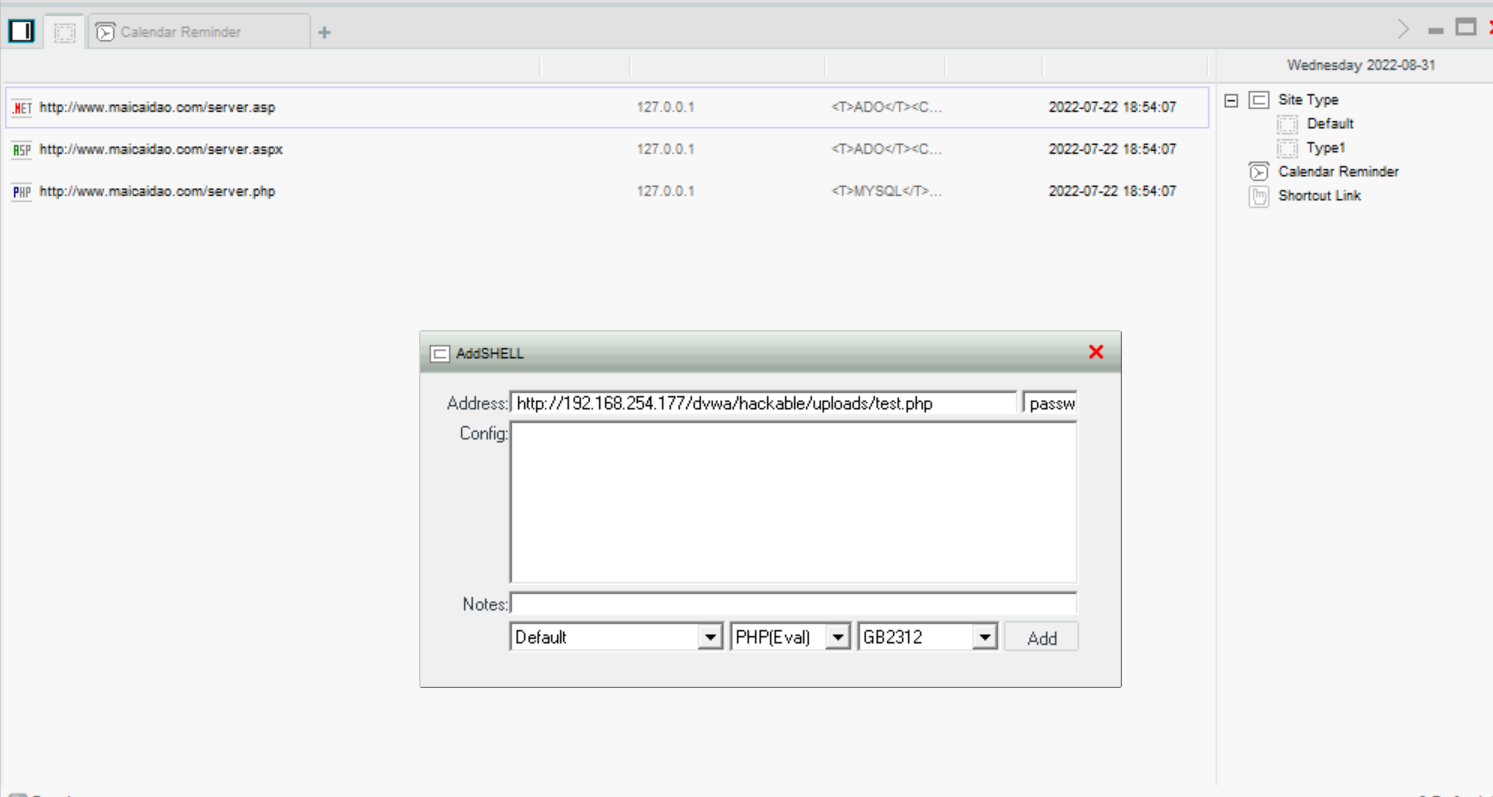 Calendar Reminder +
Wednesday 2022-08-31
.NET http://www.maicaidao.com/server.asp 127.0.0.1 <T>ADO</T><C... 2022-07-22 18:54:07
ASP http://www.maicaidao.com/server.aspx 127.0.0.1 <T>ADO</T><C... 2022-07-22 18:54:07
PHP http://www.maicaidao.com/server.php 127.0.0.1 <T>MYSQL</T>... 2022-07-22 18:54:07
Site Type
Default
Type1
Calendar Reminder
Shortcut Link
AddSHELL
Address: http://192.168.254.177/dvwa/hackable/uploads/test.php passw
Config:
Notes:
Default PHP(Eval) GB2312 Add